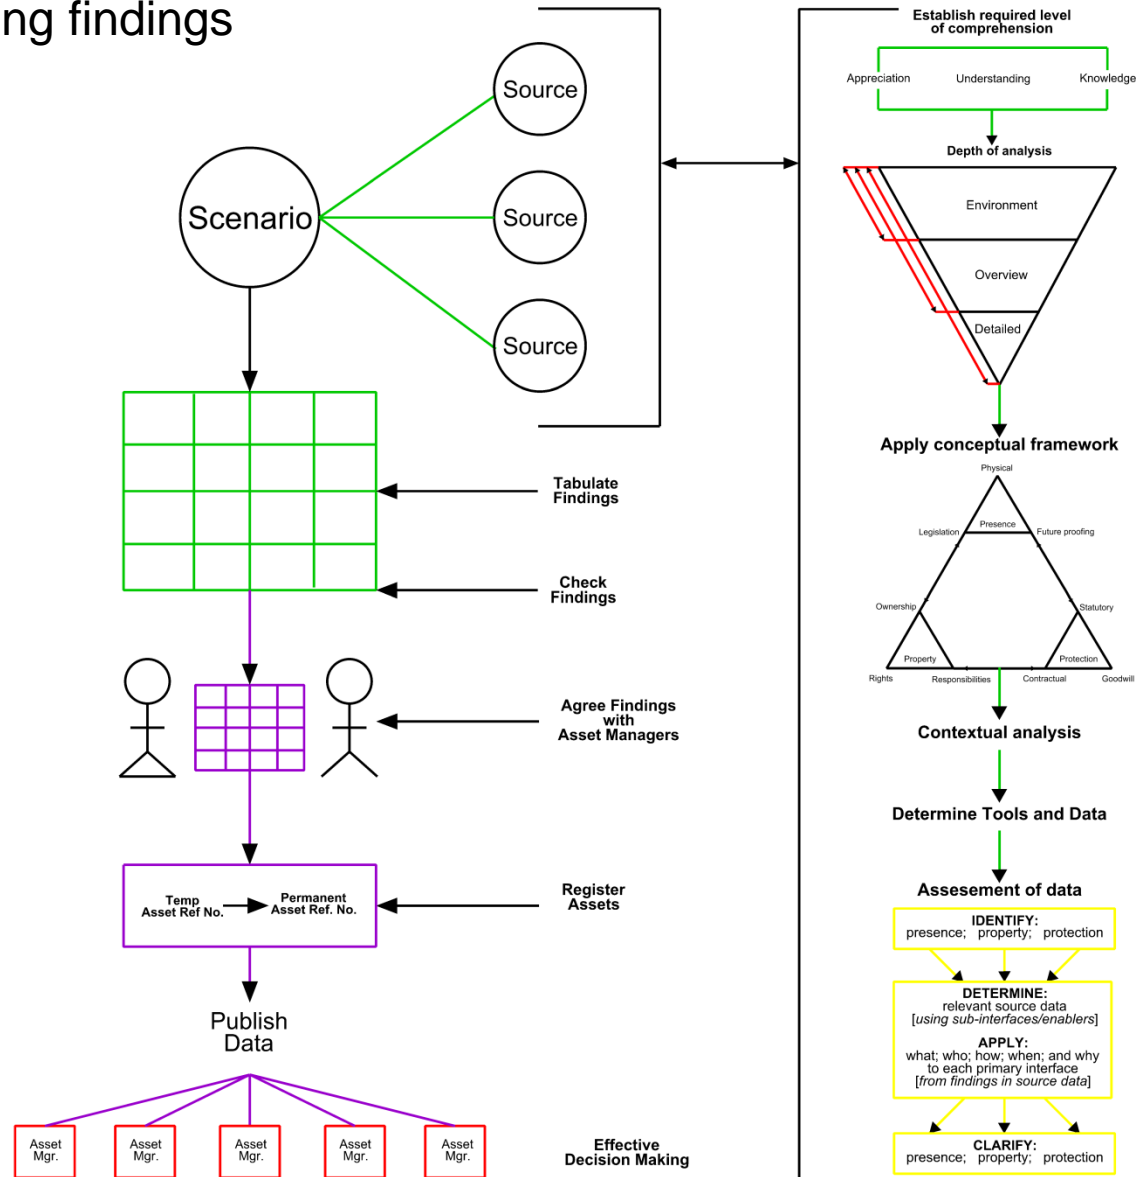 ng findings
Source
Scenario
Source
Source
Tabulate
Findings
Check
Findings
Agree Findings
with
Asset Managers
Temp
Asset Ref No.
Permanent
Asset Ref. No.
Register
Assets
Publish
Data
Asset
Mgr.
Asset
Mgr.
Asset
Mgr.
Asset
Mgr.
Asset
Mgr.
Effective
Decision Making
Establish required level
of comprehension
Appreciation Understanding Knowledge
Depth of analysis
Environment
Overview
Detailed
Apply conceptual framework
Physical
Presence
Legislation
Future proofing
Ownership
Statutory
Property
Protection
Rights
Responsibilities
Contractual
Goodwill
Contextual analysis
Determine Tools and Data
Assesement of data
IDENTIFY:
presence; property; protection
DETERMINE:
relevant source data
[using sub-interfaces/enablers]
APPLY:
what; who; how; when; and why
to each primary interface
[from findings in source data]
CLARIFY:
presence; property; protection